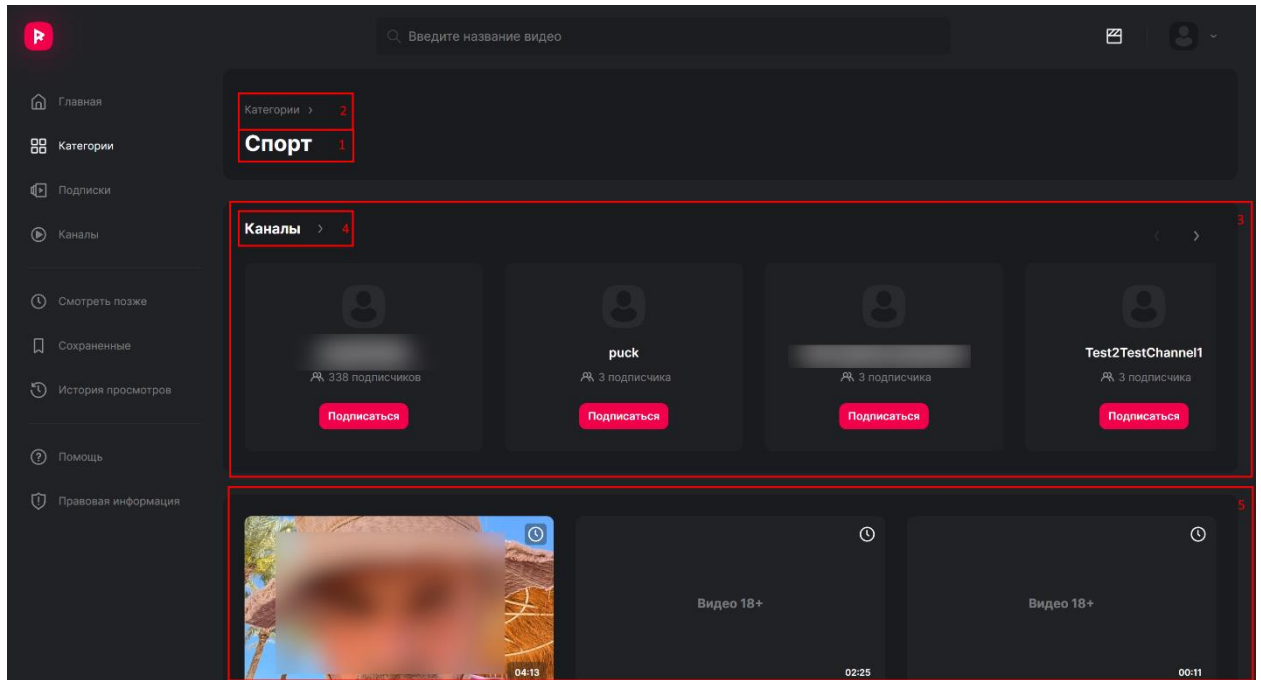 Введите название видео
Главная
Категории
Подписки
Каналы
Смотреть позже
Сохраненные
История просмотров
Помощь
Правовая информация
Категории > 2
Спорт 1
3
Каналы > 4
338 подписчиков
Подписаться
puck
3 подписчика
Подписаться
3 подписчика
Подписаться
Test2TestChannel1
3 подписчика
Подписаться
5
04:13
Видео 18+
02:25
Видео 18+
00:11